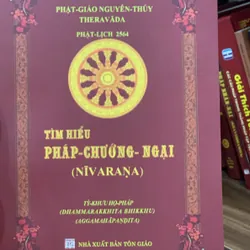 PHẬT-GIÁO NGUYÊN-THỦY
THERAVĀDA
PHẬT-LỊCH 2564
TÌM HIỂU
PHÁP-CHƯỚNG-NGẠI
(NĪVARAṆA)
TỲ-KHƯU HỘ-PHÁP
(DHAMMARAKKHITA BHIKKHU)
(AGGAMAHĀPAṆḌITA)
NHÀ XUẤT BẢN TÔN GIÁO